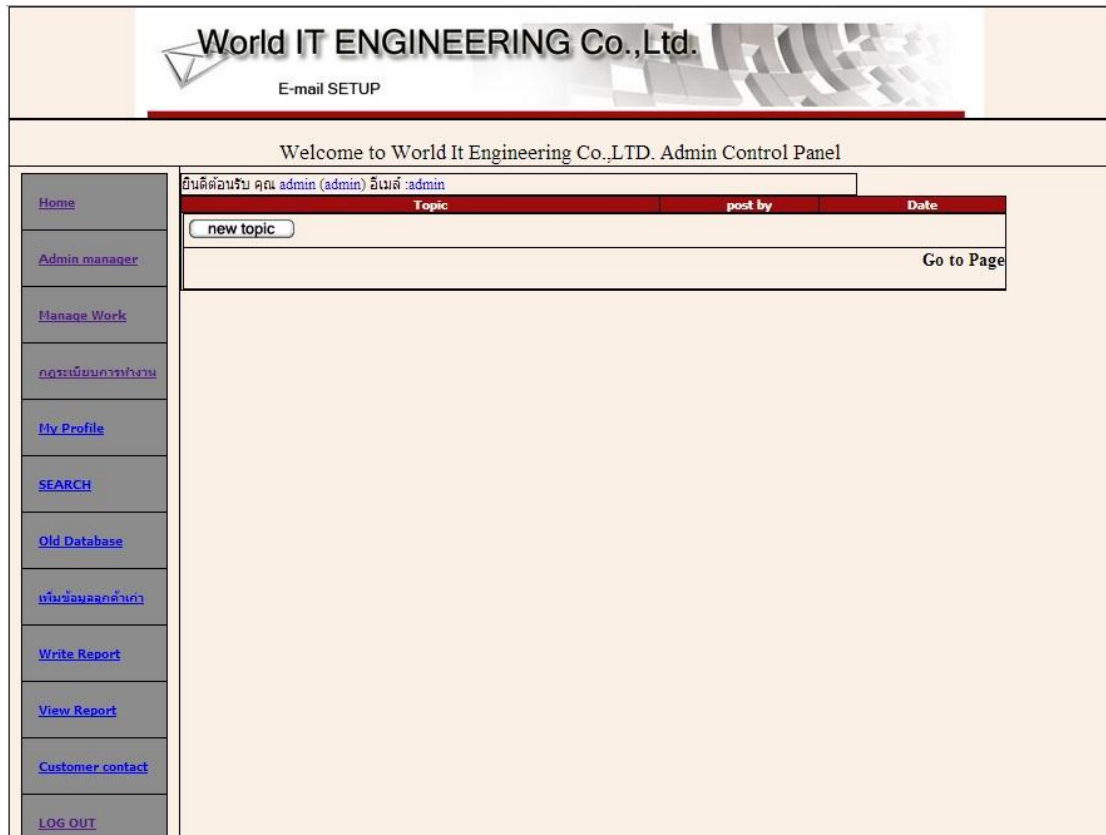 World IT ENGINEERING Co.,Ltd.
E-mail SETUP
Welcome to World It Engineering Co.,LTD. Admin Control Panel
ยินดีต้อนรับ คุณ admin (admin) อีเมล์ :admin
Topic post by Date
new topic
Go to Page
Home
Admin manager
Manage Work
กฎระเบียบการทำงาน
My Profile
SEARCH
Old Database
เพิ่มข้อมูลลูกค้าเก่า
Write Report
View Report
Customer contact
LOG OUT